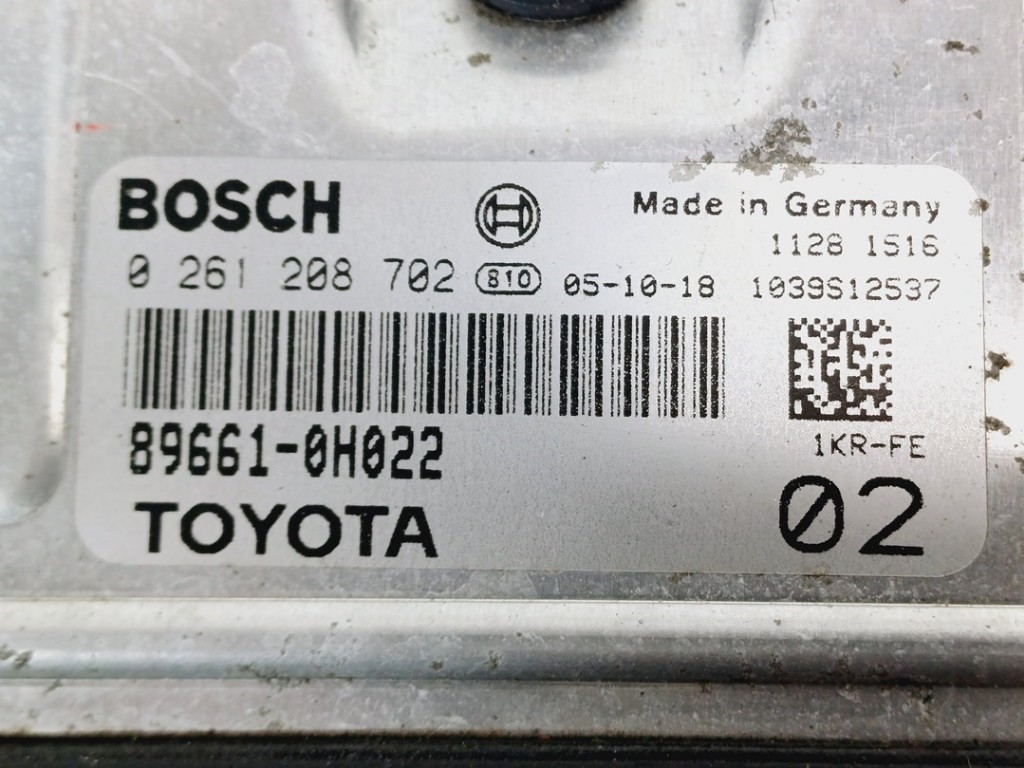 BOSCH
Made in Germany
1128 1S16
0 261 208 702 810 05-10-18 1039S12537
89661-0H022
1KR-FE
TOYOTA
02